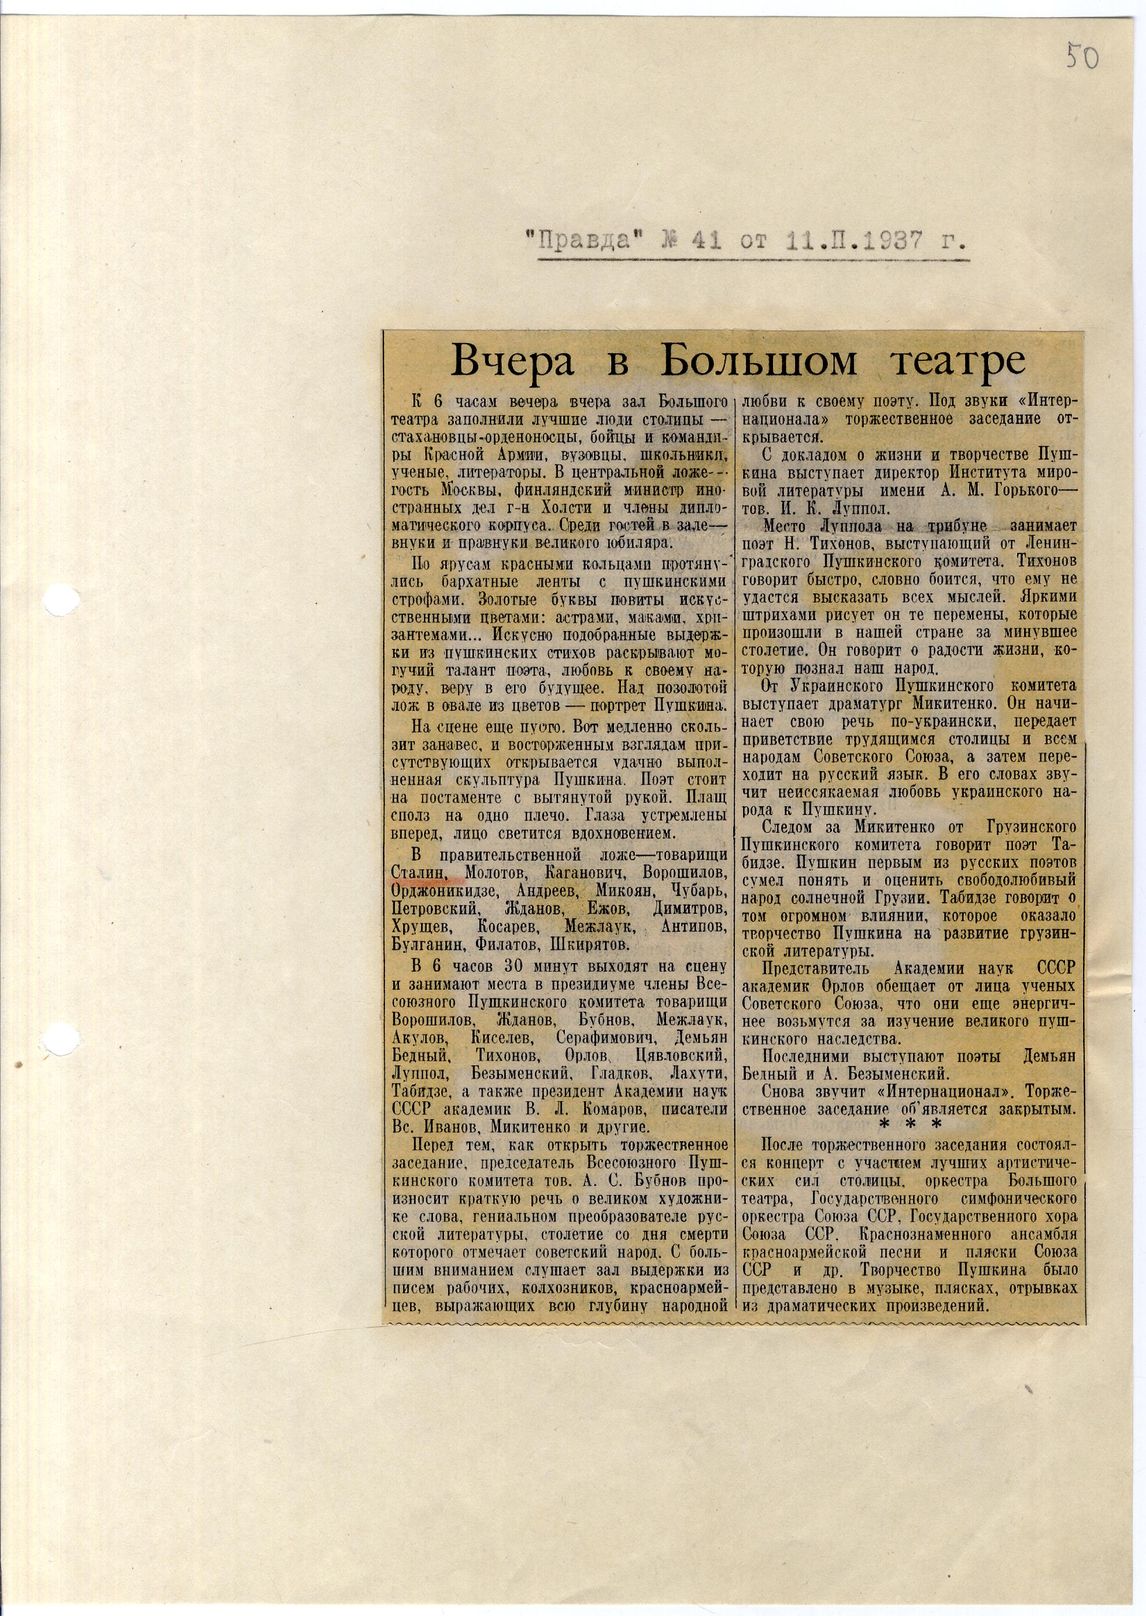 50
"Правда" № 41 от 11.II.1937 г.
Вчера в Большом театре
К 6 часам вечера вчера зал Большого
театра заполнили лучшие люди столицы —
стахановцы-орденоносцы, бойцы и команди-
ры Красной Армии, вузовцы, школьники,
ученые, литераторы. В центральной ложе—
гость Москвы, финляндский министр ино-
странных дел г-н Холсти и члены дипло-
матического корпуса. Среди гостей в зале—
внуки и правнуки великого юбиляра.
По ярусам красными кольцами протяну-
лись бархатные ленты с пушкинскими
строфами. Золотые буквы повиты искус-
ственными цветами: астрами, маками, хри-
зантемами... Искусно подобранные выдерж-
ки из пушкинских стихов раскрывают мо-
гучий талант поэта, любовь к своему на-
роду, веру в его будущее. Над позолотой
лож в овале из цветов — портрет Пушкина.
На сцене еще пусто. Вот медленно сколь-
зит занавес, и восторженным взглядам при-
сутствующих открывается удачно выпол-
ненная скульптура Пушкина. Поэт стоит
на постаменте с вытянутой рукой. Плащ
сполз на одно плечо. Глаза устремлены
вперед, лицо светится вдохновением.
В правительственной ложе—товарищи
Сталин, Молотов, Каганович, Ворошилов,
Орджоникидзе, Андреев, Микоян, Чубарь,
Петровский, Жданов, Ежов, Димитров,
Хрущев, Косарев, Межлаук, Антипов,
Булганин, Филатов, Шкирятов.
В 6 часов 30 минут выходят на сцену
и занимают места в президиуме члены Все-
союзного Пушкинского комитета товарищи
Ворошилов, Жданов, Бубнов, Межлаук,
Акулов, Киселев, Серафимович, Демьян
Бедный, Тихонов, Орлов, Цявловский,
Луппол, Безыменский, Гладков, Лахути,
Табидзе, а также президент Академии наук
СССР академик В. Л. Комаров, писатели
Вс. Иванов, Микитенко и другие.
Перед тем, как открыть торжественное
заседание, председатель Всесоюзного Пуш-
кинского комитета тов. А. С. Бубнов про-
износит краткую речь о великом художни-
ке слова, гениальном преобразователе рус-
ской литературы, столетие со дня смерти
которого отмечает советский народ. С боль-
шим вниманием слушает зал выдержки из
писем рабочих, колхозников, красноармей-
цев, выражающих всю глубину народной
любви к своему поэту. Под звуки «Интер-
национала» торжественное заседание от-
крывается.
С докладом о жизни и творчестве Пуш-
кина выступает директор Института миро-
вой литературы имени А. М. Горького—
тов. И. К. Луппол.
Место Луппола на трибуне занимает
поэт Н. Тихонов, выступающий от Ленин-
градского Пушкинского комитета. Тихонов
говорит быстро, словно боится, что ему не
удастся высказать всех мыслей. Яркими
штрихами рисует он те перемены, которые
произошли в нашей стране за минувшее
столетие. Он говорит о радости жизни, ко-
торую познал наш народ.
От Украинского Пушкинского комитета
выступает драматург Микитенко. Он начи-
нает свою речь по-украински, передает
приветствие трудящимся столицы и всем
народам Советского Союза, а затем пере-
ходит на русский язык. В его словах зву-
чит неиссякаемая любовь украинского на-
рода к Пушкину.
Следом за Микитенко от Грузинского
Пушкинского комитета говорит поэт Та-
бидзе. Пушкин первым из русских поэтов
сумел понять и оценить свободолюбивый
народ солнечной Грузии. Табидзе говорит о
том огромном влиянии, которое оказало
творчество Пушкина на развитие грузин-
ской литературы.
Представитель Академии наук СССР
академик Орлов обещает от лица ученых
Советского Союза, что они еще энергич-
нее возьмутся за изучение великого пуш-
кинского наследства.
Последними выступают поэты Демьян
Бедный и А. Безыменский.
Снова звучит «Интернационал». Торже-
ственное заседание об'является закрытым.
* * *
После торжественного заседания состоял-
ся концерт с участием лучших артистиче-
ских сил столицы, оркестра Большого
театра, Государственного симфонического
оркестра Союза ССР, Государственного хора
Союза ССР, Краснознаменного ансамбля
красноармейской песни и пляски Союза
ССР и др. Творчество Пушкина было
представлено в музыке, плясках, отрывках
из драматических произведений.